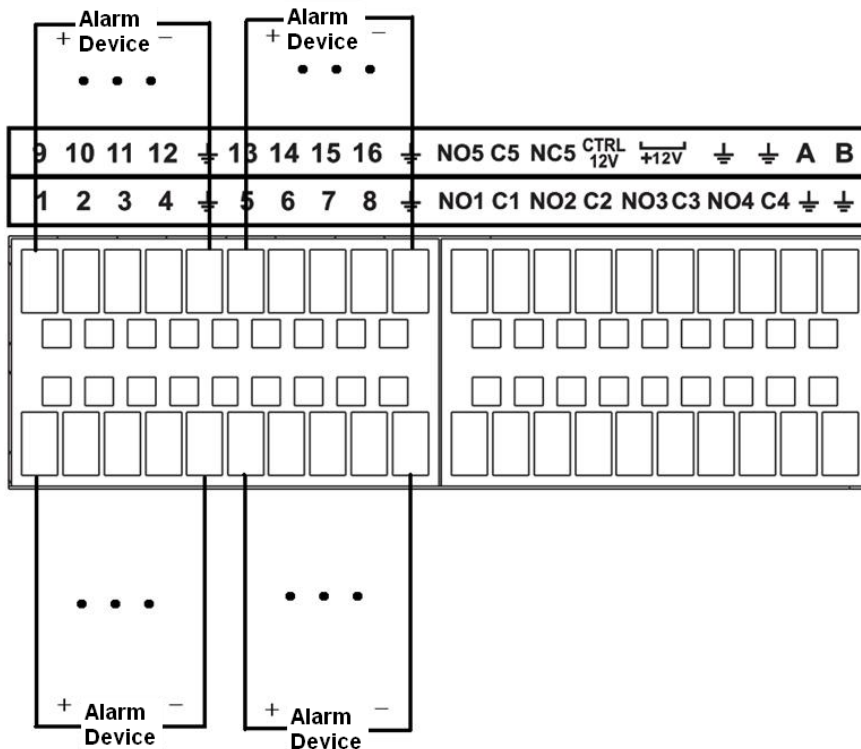 Alarm
Device
+ −
Alarm
Device
+ −
9 10 11 12 ⏚ 13 14 15 16 ⏚ NO5 C5 NC5 CTRL 12V +12V ⏚ ⏚ A B
1 2 3 4 ⏚ 5 6 7 8 ⏚ NO1 C1 NO2 C2 NO3 C3 NO4 C4 ⏚ ⏚
+ −
Alarm
Device
+ −
Alarm
Device